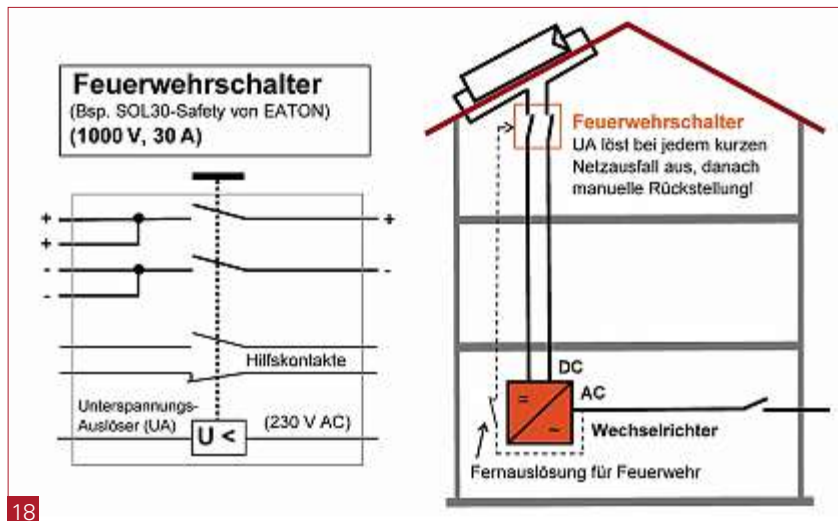 Feuerwehrschalter
(Bsp. SOL30-Safety von EATON)
(1000 V, 30 A)
+
+
+
-
-
-
Hilfskontakte
Unterspannungs-
Auslöser (UA)
U <
(230 V AC)
Feuerwehrschalter
UA löst bei jedem kurzen
Netzausfall aus, danach
manuelle Rückstellung!
DC
AC
=
~
Wechselrichter
Fernauslösung für Feuerwehr
18